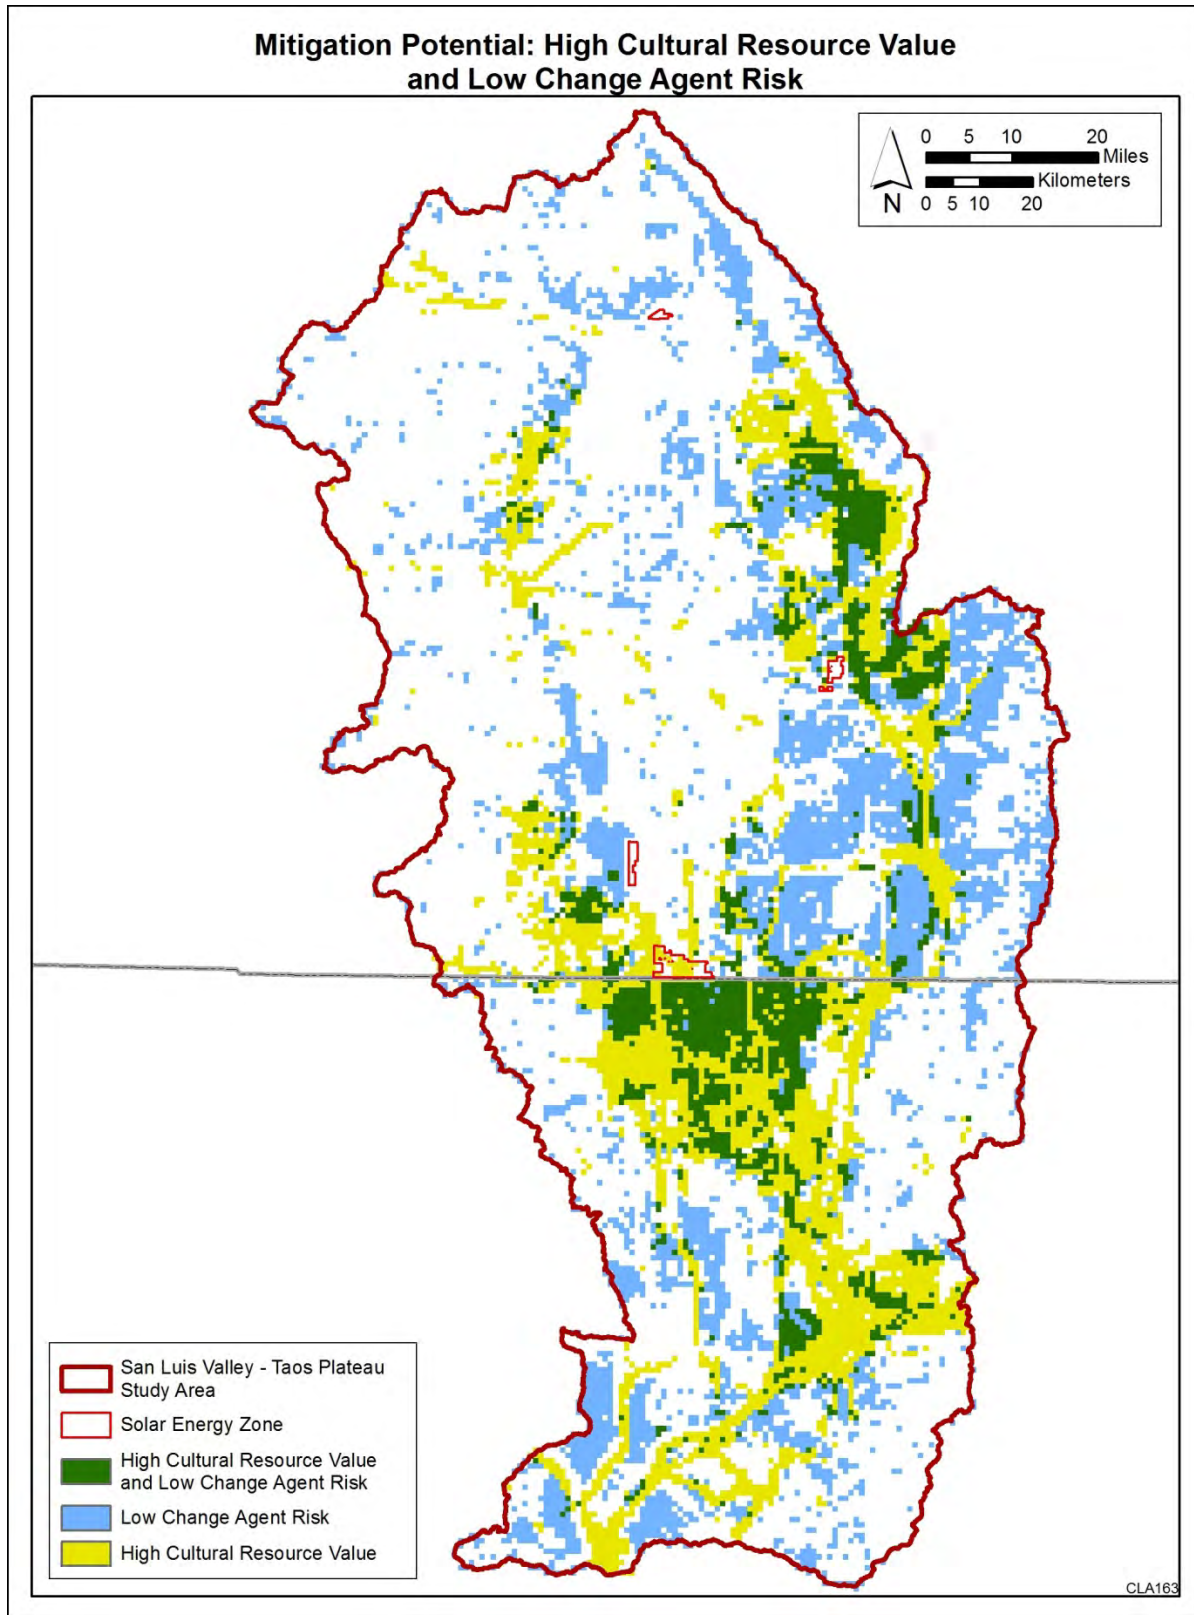 Mitigation Potential: High Cultural Resource Value
and Low Change Agent Risk
0 5 10 20
Miles
Kilometers
0 5 10 20
N
San Luis Valley - Taos Plateau
Study Area
Solar Energy Zone
High Cultural Resource Value
and Low Change Agent Risk
Low Change Agent Risk
High Cultural Resource Value
CLA163